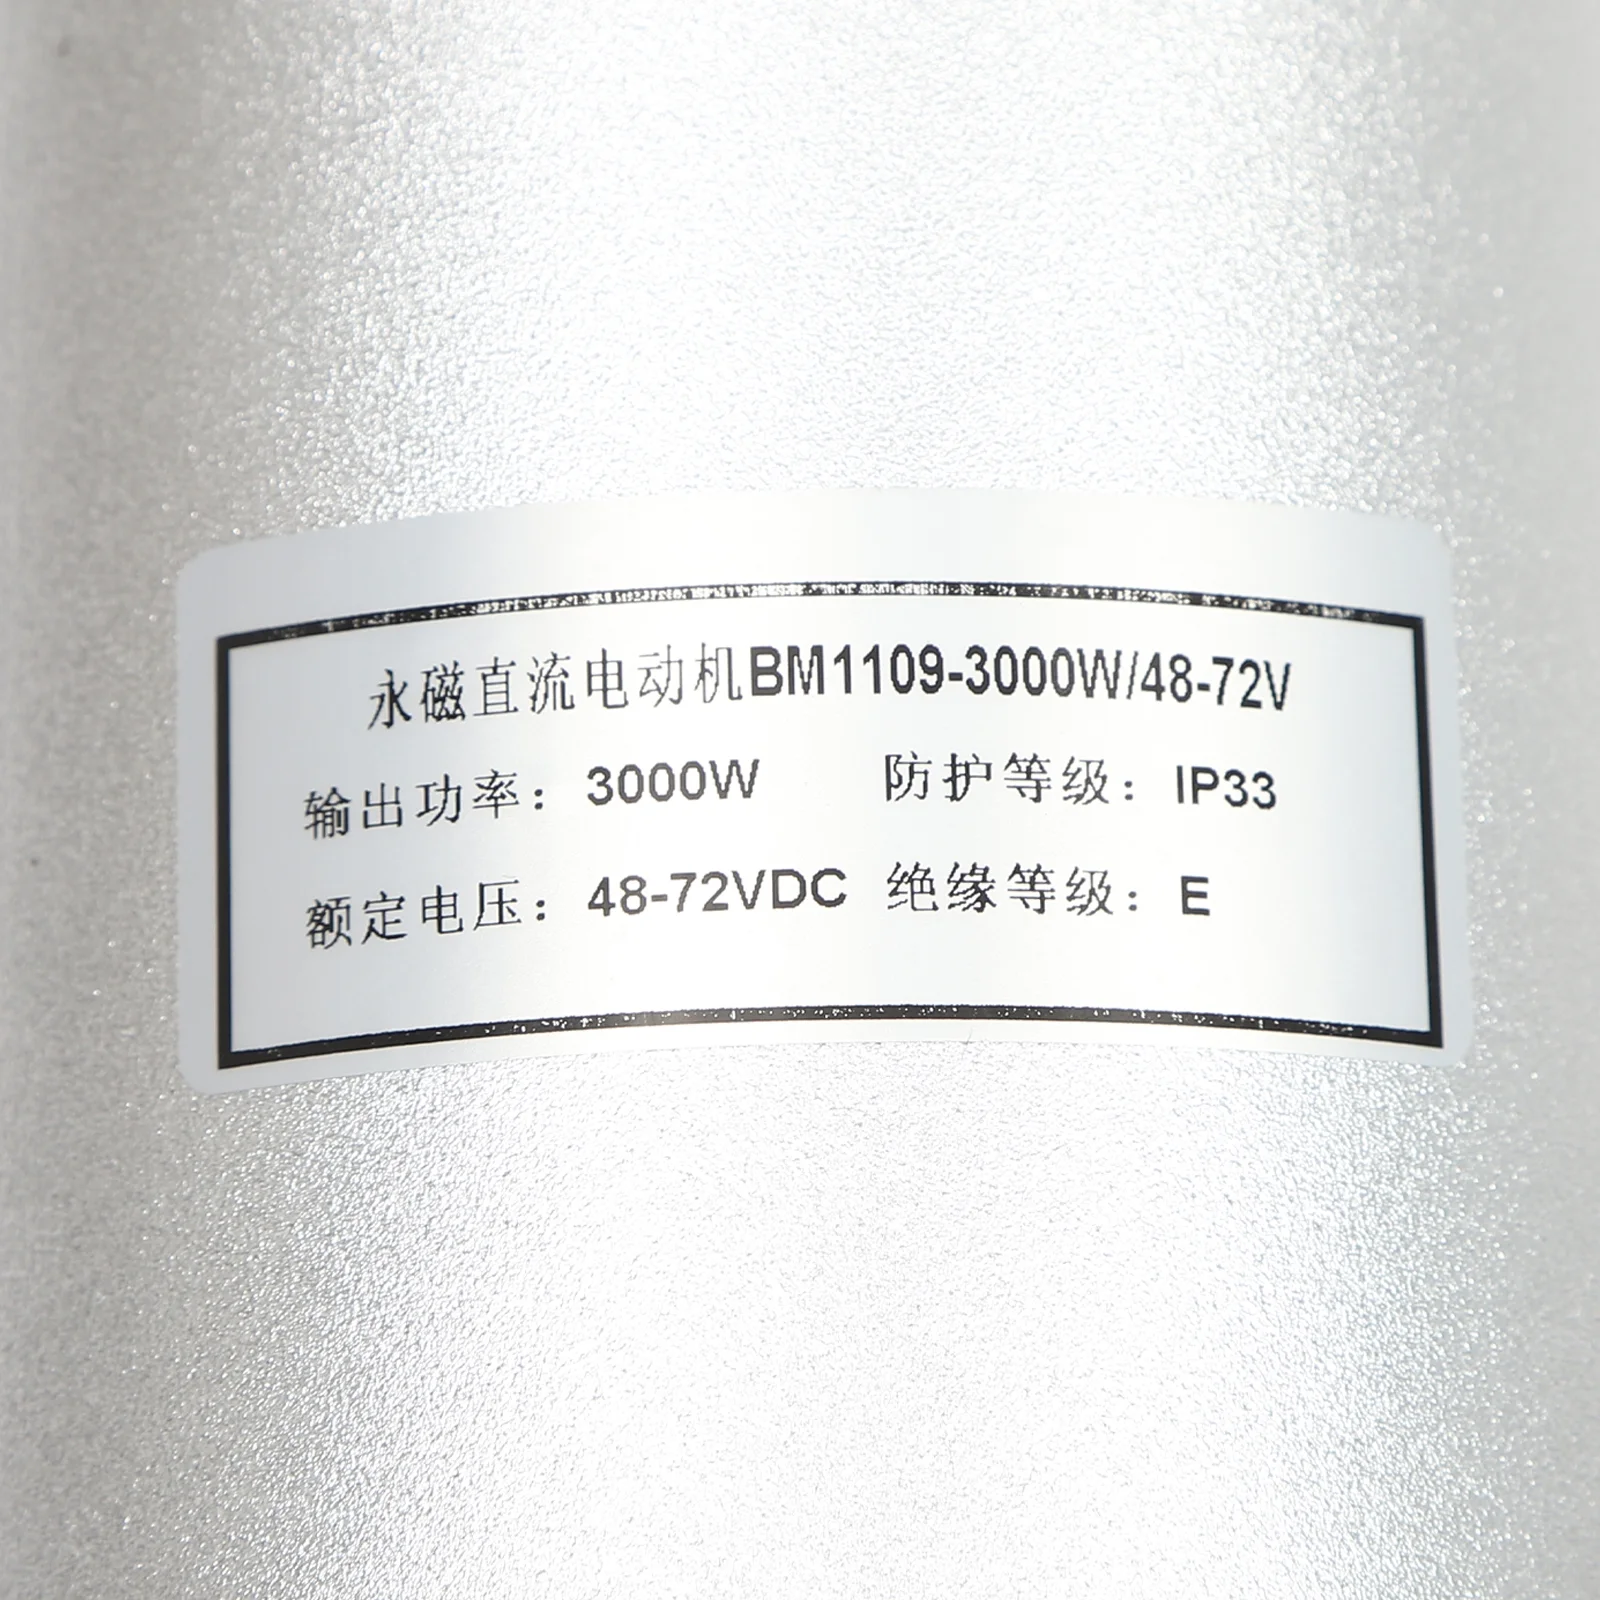 永磁直流电动机BM1109-3000W/48-72V
输出功率：3000W 防护等级：IP33
额定电压：48-72VDC 绝缘等级：E